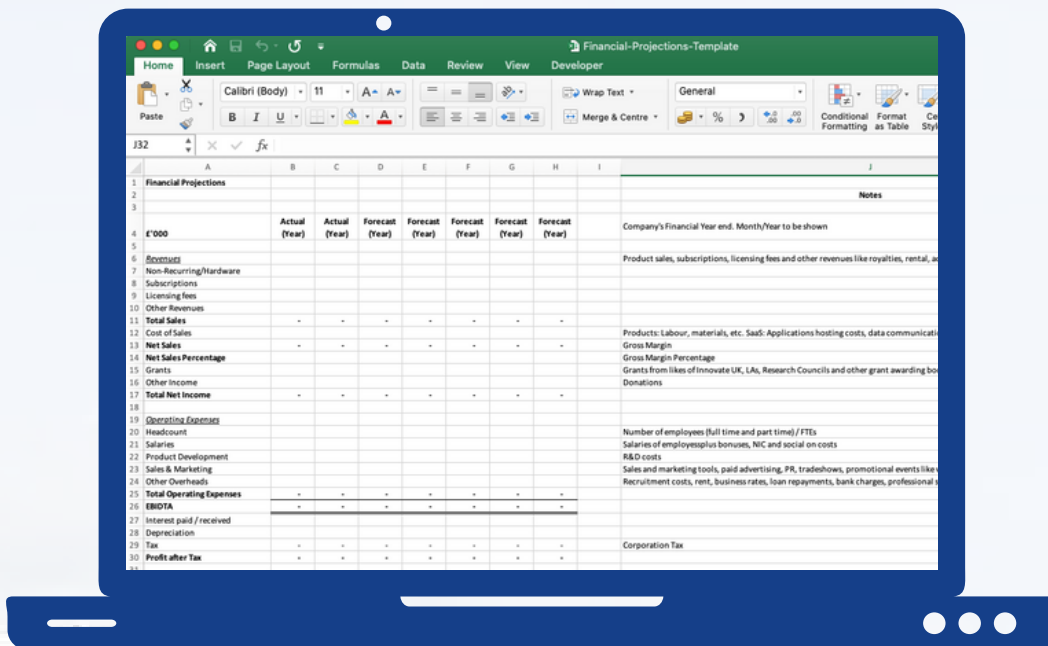 Financial-Projections-Template
Home Insert Page Layout Formulas Data Review View Developer
Calibri (Body) 11 A A Wrap Text General
Paste B I U A Merge & Centre % Conditional Formatting Format as Table
J32 fx
A B C D E F G H I J
1 Financial Projections
2 Notes
3
4 £'000 Actual (Year) Actual (Year) Forecast (Year) Forecast (Year) Forecast (Year) Forecast (Year) Forecast (Year) Company's Financial Year end. Month/Year to be shown
5
6 Revenues Product sales, subscriptions, licensing fees and other revenues like royalties, rental,
7 Non-Recurring/Hardware
8 Subscriptions
9 Licensing fees
10 Other Revenues
11 Total Sales - - - - - - -
12 Cost of Sales Products: Labour, materials, etc. SaaS: Applications hosting costs, data
13 Net Sales - - - - - - - Gross Margin
14 Net Sales Percentage Gross Margin Percentage
15 Grants Grants from likes of Innovate UK, LAs, Research Councils and other grant awarding
16 Other Income Donations
17 Total Net Income - - - - - - -
18
19 Operating Expenses
20 Headcount Number of employees (full time and part time) / FTEs
21 Salaries Salaries of employessplus bonuses, NIC and social on costs
22 Product Development R&D costs
23 Sales & Marketing Sales and marketing tools, paid advertising, PR, tradeshows, promotional events like
24 Other Overheads Recruitment costs, rent, business rates, loan repayments, bank charges, professional
25 Total Operating Expenses - - - - - - -
26 EBIDTA - - - - - - -
27 Interest paid / received
28 Depreciation
29 Tax - - - - - - - Corporation Tax
30 Profit after Tax - - - - - - -